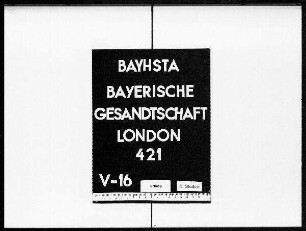 BAYHSTA
BAYERISCHE
GESANDTSCHAFT
LONDON
421
V-16